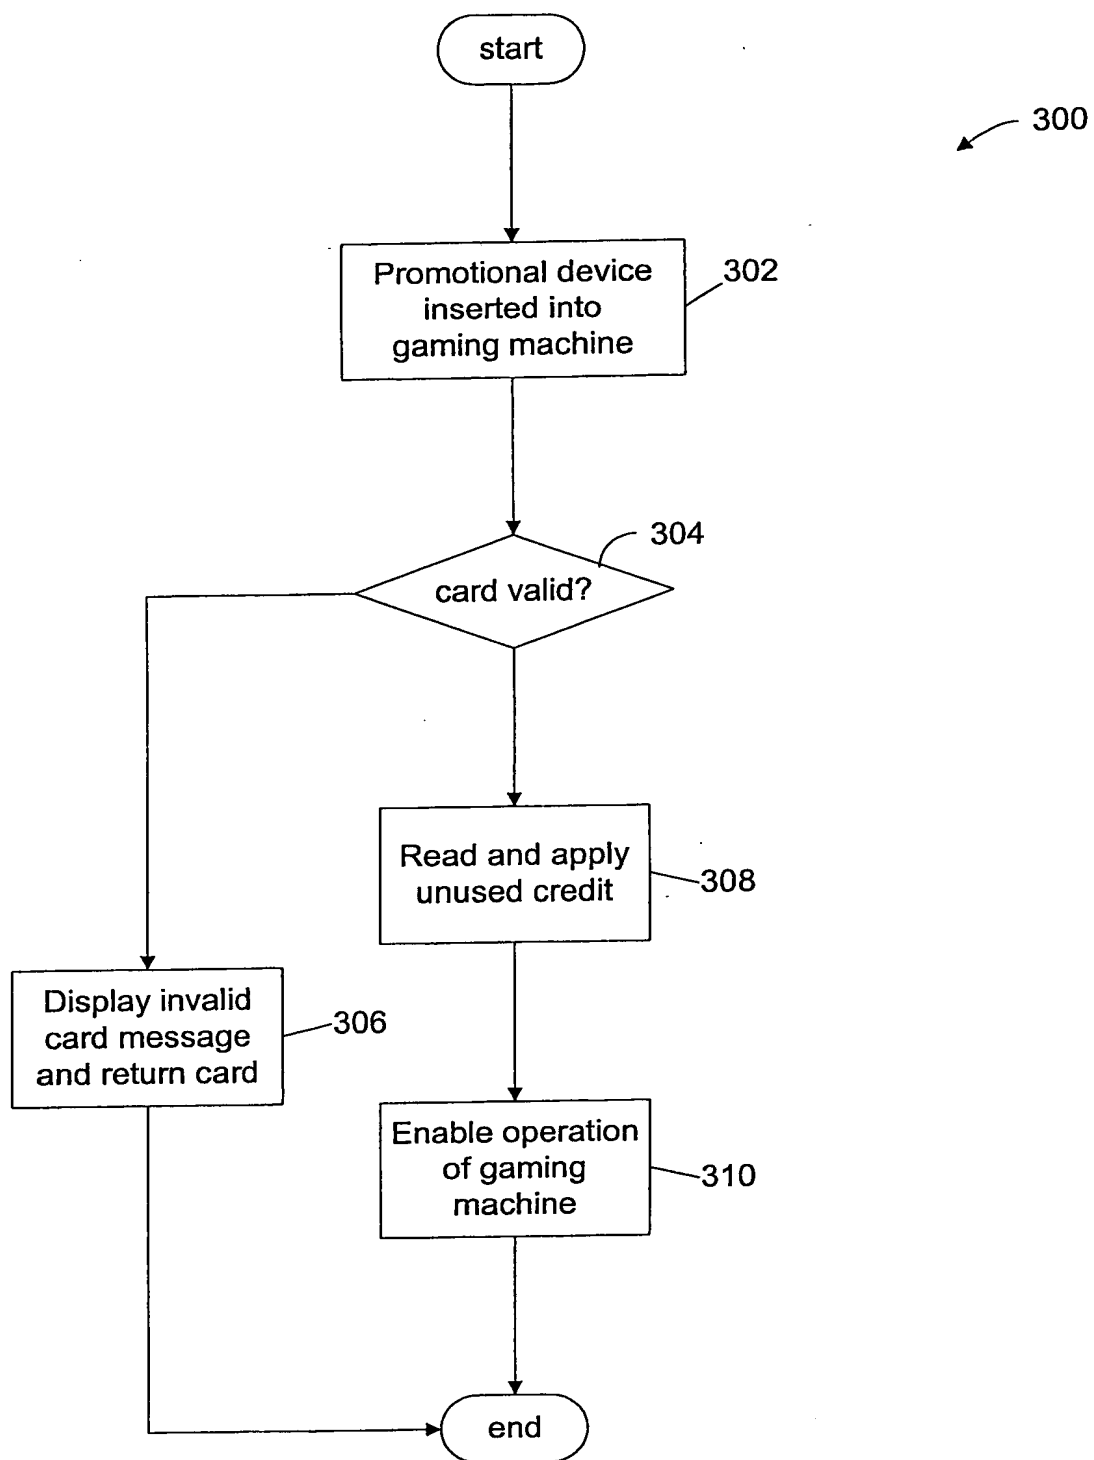 start
300
Promotional device
inserted into
gaming machine
302
304
card valid?
Read and apply
unused credit
308
Display invalid
card message
and return card
306
Enable operation
of gaming
machine
310
end